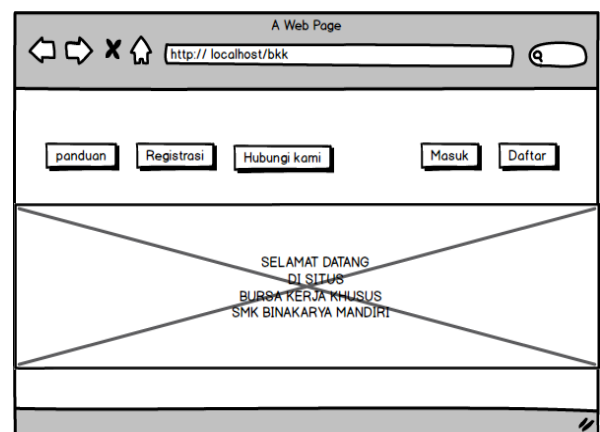 A Web Page
http:// localhost/bkk
panduan Registrasi Hubungi kami Masuk Daftar
SELAMAT DATANG
DI SITUS
BURSA KERJA KHUSUS
SMK BINAKARYA MANDIRI